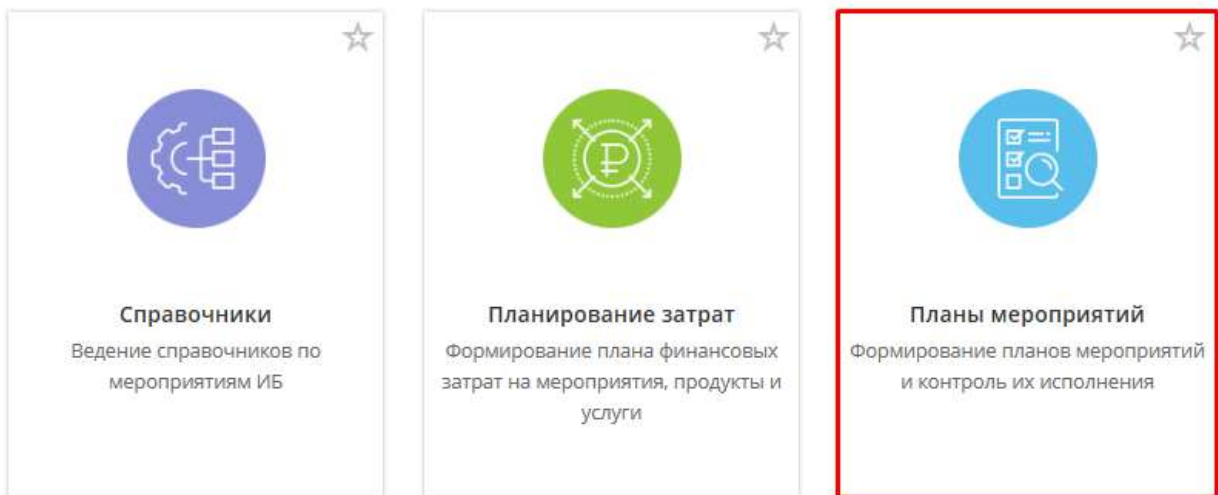 Справочники
Ведение справочников по
мероприятиям ИБ
Планирование затрат
Формирование плана финансовых
затрат на мероприятия, продукты и
услуги
Планы мероприятий
Формирование планов мероприятий
и контроль их исполнения